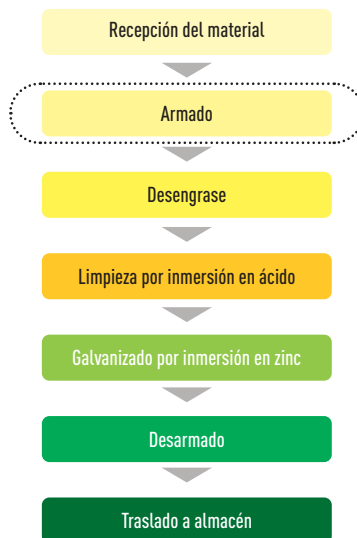 Recepción del material
Armado
Desengrase
Limpieza por inmersión en ácido
Galvanizado por inmersión en zinc
Desarmado
Traslado a almacén